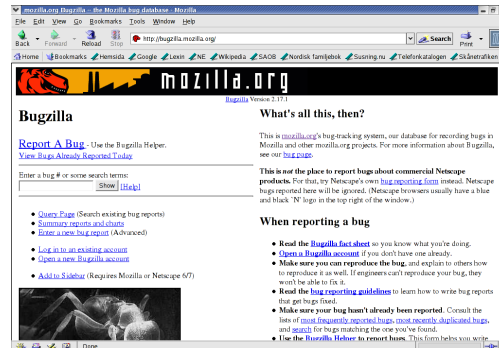 mozilla.org Bugzilla – the Mozilla bug database - Mozilla
File Edit View Go Bookmarks Tools Window Help
Back Forward Reload Stop http://bugzilla.mozilla.org/ Search Print
Home Bookmarks Hemsida Google Lexin NE Wikipedia SAOB Nordisk familjebok Susning.nu Telefonkatalogen Skånetrafiken
mozilla.org
Bugzilla Version 2.17.1
Bugzilla
Report A Bug - Use the Bugzilla Helper.
View Bugs Already Reported Today
Enter a bug # or some search terms:
Show [Help]
Query Page (Search existing bug reports)
Summary reports and charts
Enter a new bug report (Advanced)
Log in to an existing account
Open a new Bugzilla account
Add to Sidebar (Requires Mozilla or Netscape 6/7)
What's all this, then?
This is mozilla.org's bug-tracking system, our database for recording bugs in
Mozilla and other mozilla.org projects. For more information about Bugzilla,
see our bug page.
This is not the place to report bugs about commercial Netscape
products. For that, try Netscape's own bug reporting form instead. Netscape
bugs reported here will be ignored. (Netscape browsers usually have a blue
and black `N' logo in the top right of the window.)
When reporting a bug
Read the Bugzilla fact sheet so you know what you're doing.
Open a Bugzilla account if you don't have one already.
Make sure you can reproduce the bug, and explain to others how
to reproduce it as well. If engineers can't reproduce your bug, they
won't be able to fix it.
Read the bug reporting guidelines to learn how to write bug reports
that get bugs fixed.
Make sure your bug hasn't already been reported. Consult the
lists of most frequently reported bugs, most recently duplicated bugs,
and search for bugs matching the one you've found.
Use the Bugzilla Helper to report bugs. This form helps you write
Done